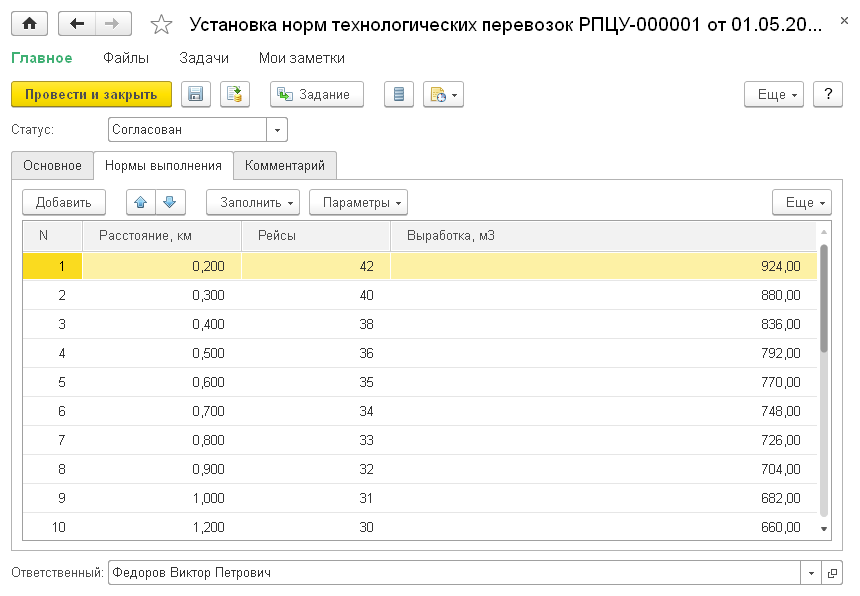 Установка норм технологических перевозок РПЦУ-000001 от 01.05.20...
Главное Файлы Задачи Мои заметки
Провести и закрыть Задание Еще ?
Статус: Согласован
Основное Нормы выполнения Комментарий
Добавить Заполнить Параметры Еще
N Расстояние, км Рейсы Выработка, м3
1 0,200 42 924,00
2 0,300 40 880,00
3 0,400 38 836,00
4 0,500 36 792,00
5 0,600 35 770,00
6 0,700 34 748,00
7 0,800 33 726,00
8 0,900 32 704,00
9 1,000 31 682,00
10 1,200 30 660,00
Ответственный: Федоров Виктор Петрович